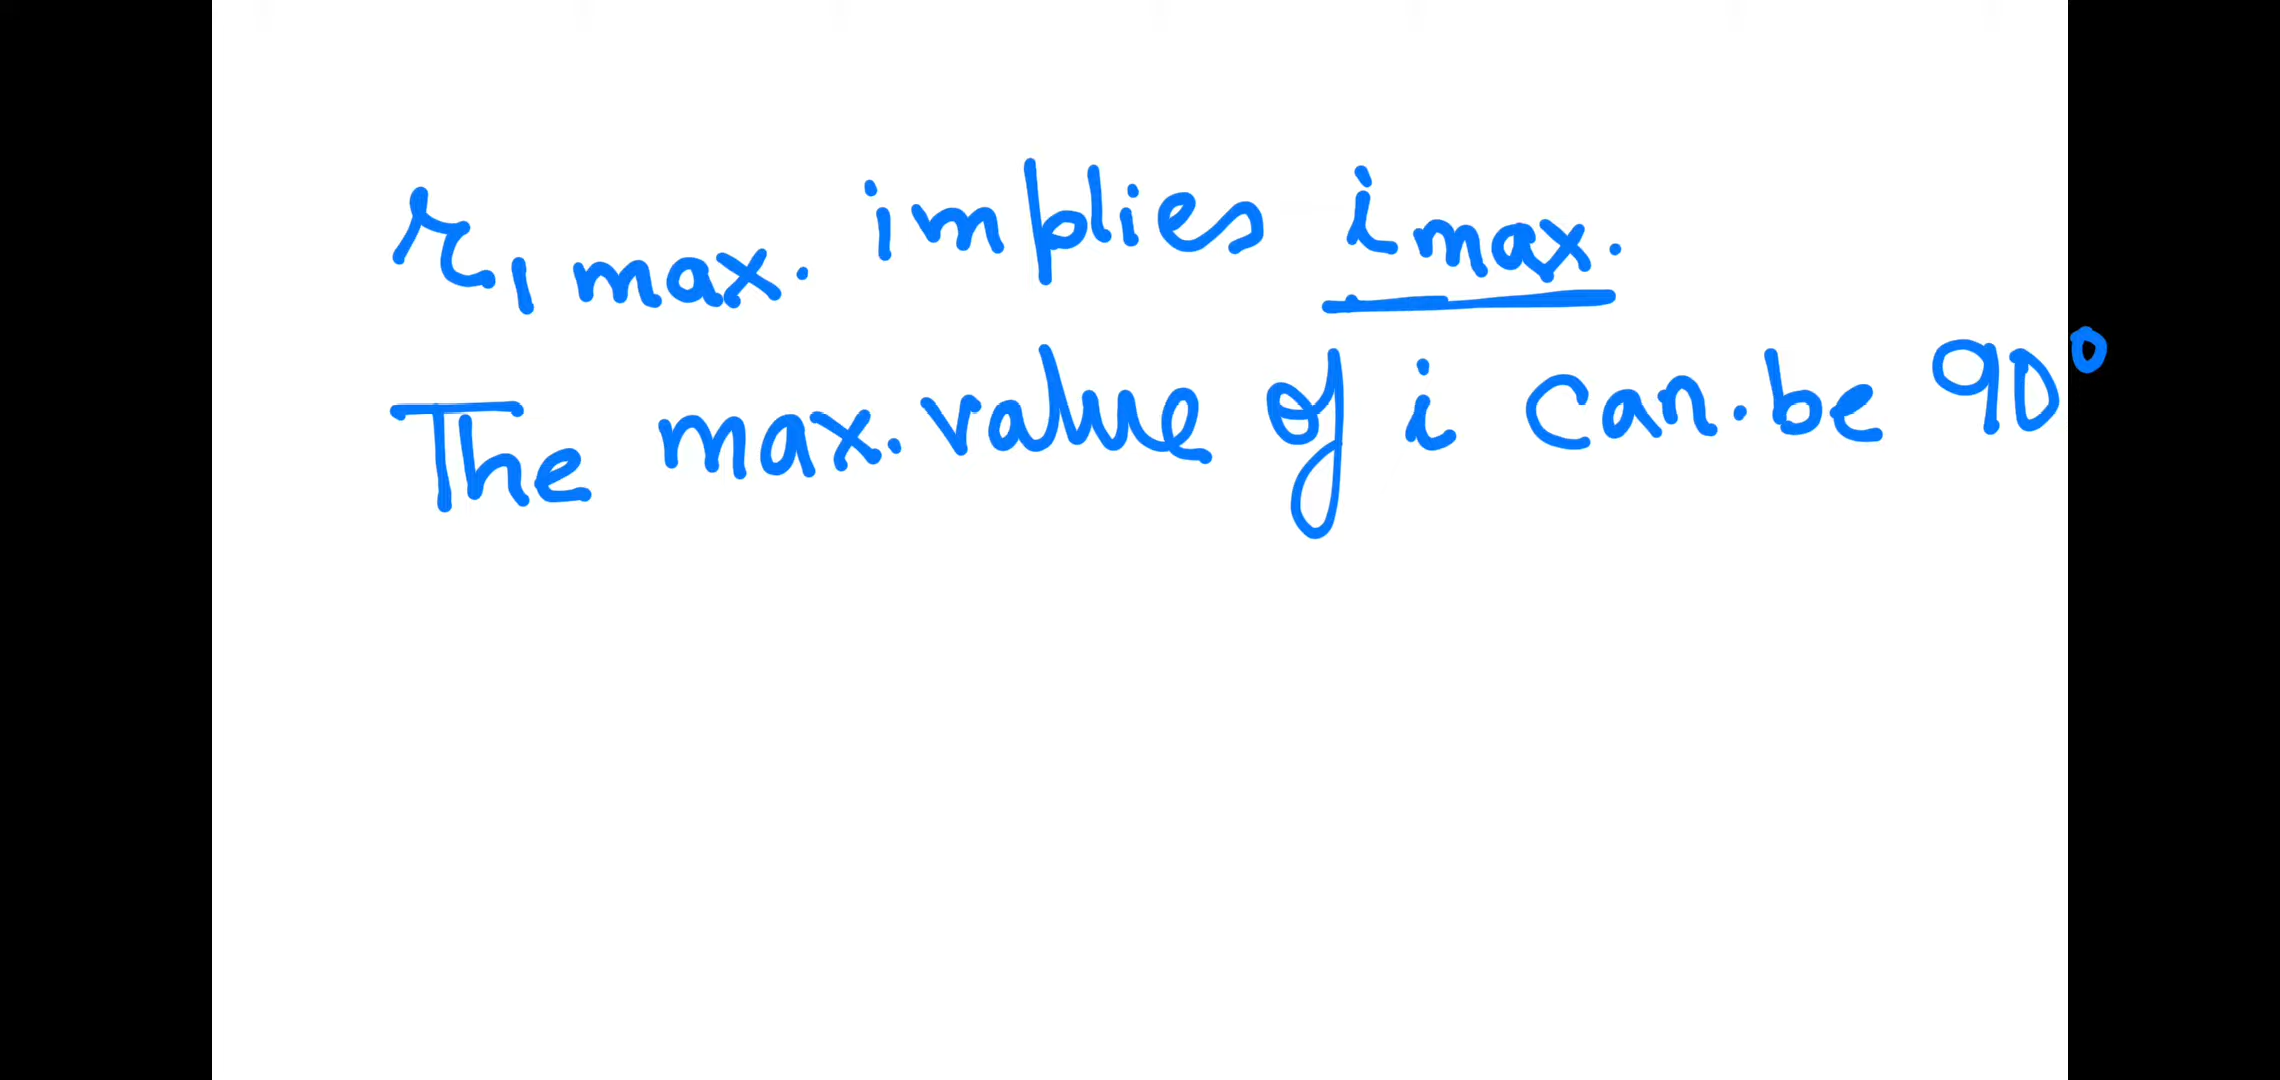 r₁ max. implies i max.
The max. value of i can. be 90°